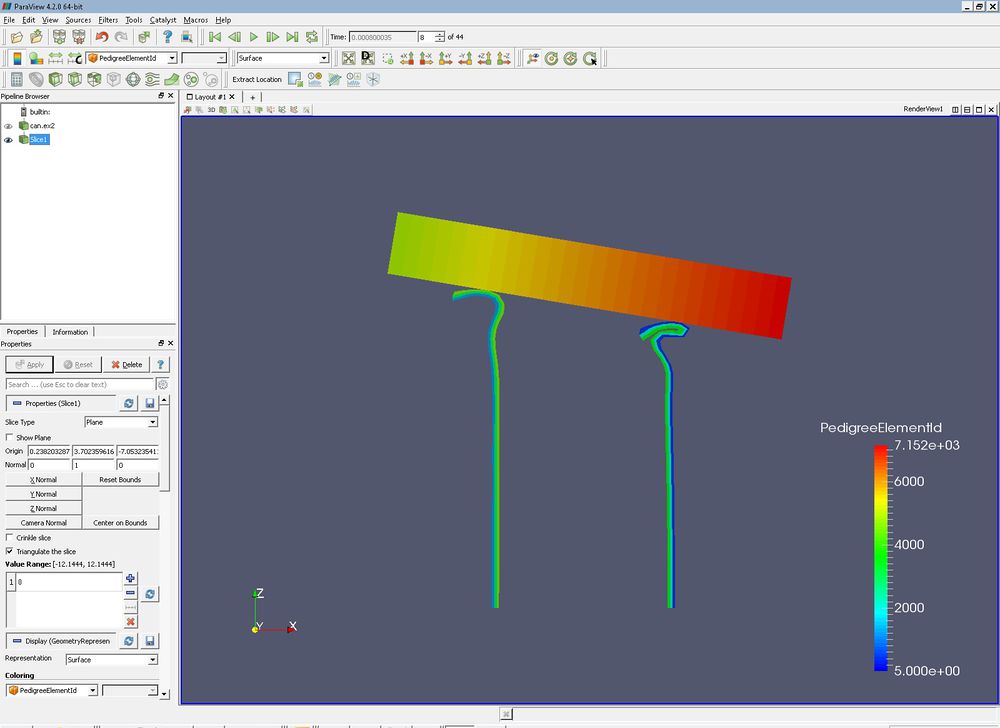 ParaView 4.2.0 64-bit
File Edit View Sources Filters Tools Catalyst Macros Help
Time: 0.000800035 8 of 44
PedigreeElementId Surface
Extract Location
Pipeline Browser
Layout #1
3D RenderView1
builtin:
can.ex2
Slice1
Properties Information
Properties
Apply Reset Delete ?
Search ... (use Esc to clear text)
Properties (Slice1)
Slice Type Plane
Show Plane
Origin 0.238203287 3.702359616 -7.05323541
Normal 0 1 0
X Normal Reset Bounds
Y Normal
Z Normal
Camera Normal Center on Bounds
Crinkle slice
Triangulate the slice
Value Range: [-12.1444, 12.1444]
1 0
Display (GeometryRepresen
Representation Surface
Coloring
PedigreeElementId
Z
Y X
PedigreeElementId
7.152e+03
6000
4000
2000
5.000e+00